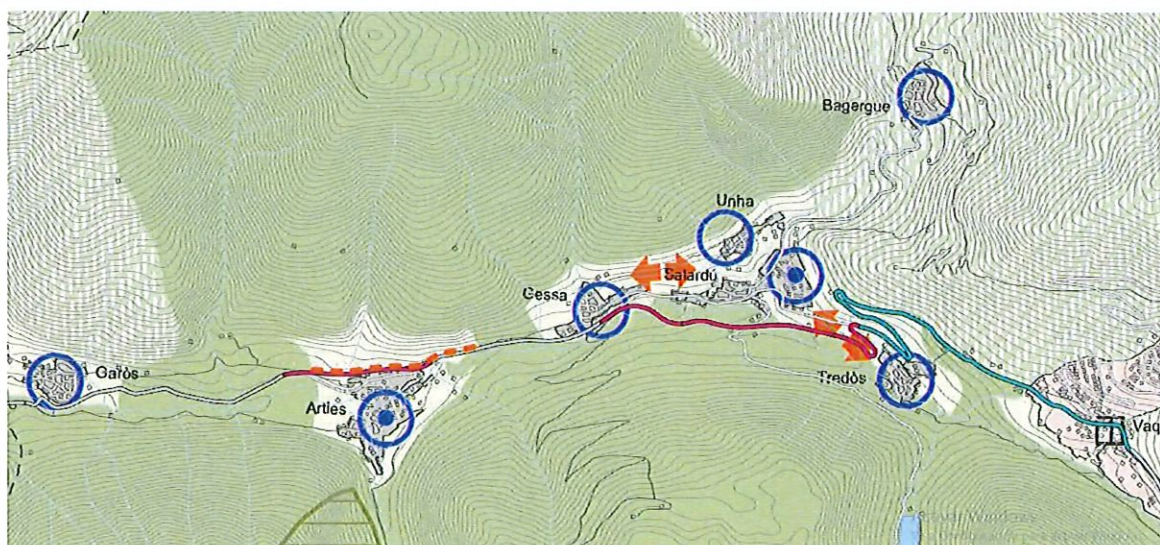 Bagergue
Unha
Salardú
Gessa
Garòs
Tredòs
Arties
Vaq